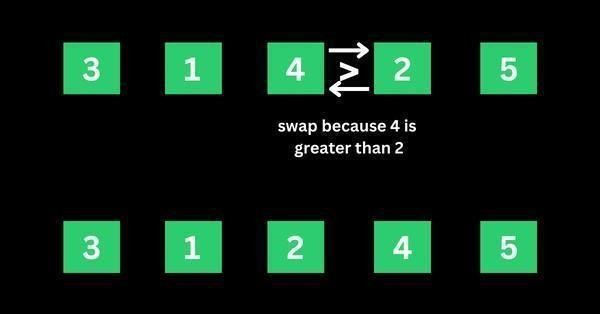 3 1 4 > 2 5
swap because 4 is
greater than 2
3 1 2 4 5